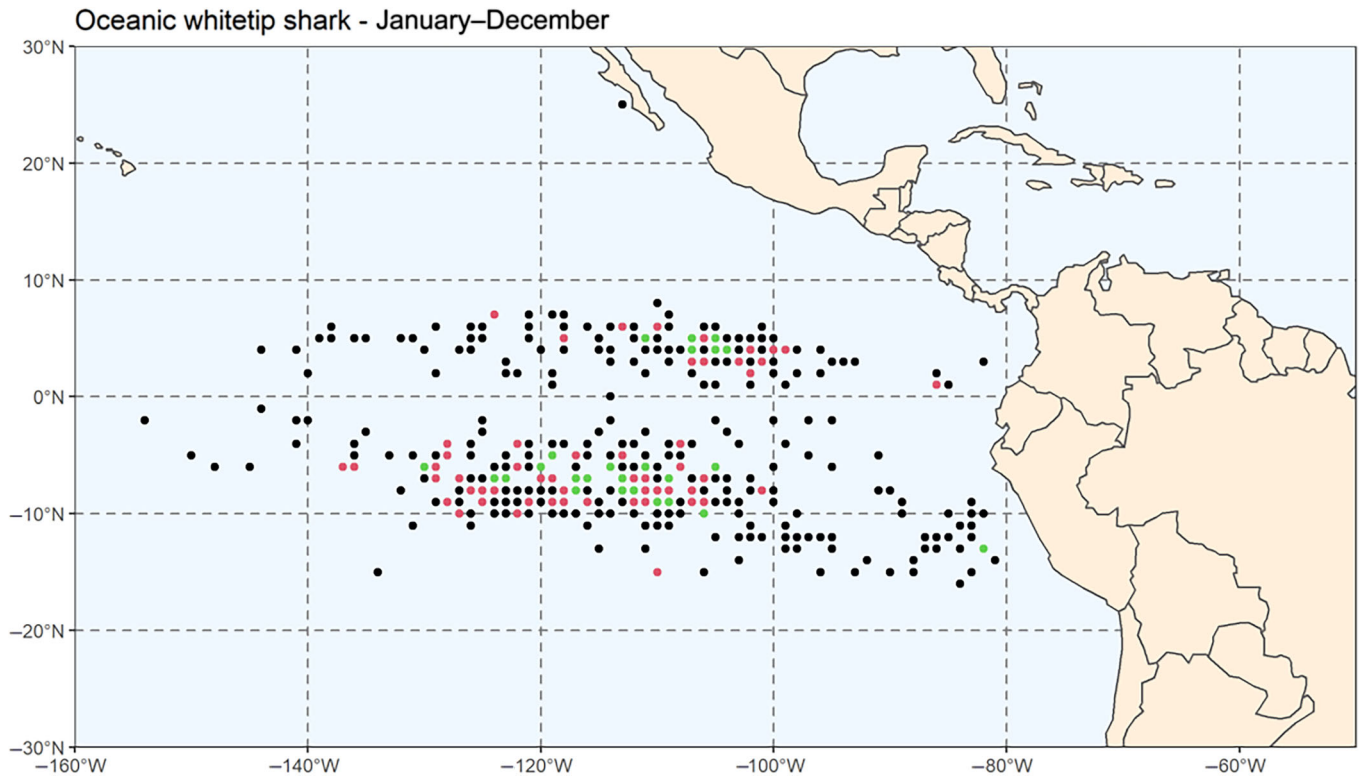 Oceanic whitetip shark - January–December
30°N
20°N
10°N
0°N
−10°N
−20°N
−30°N
−160°W
−140°W
−120°W
−100°W
−80°W
−60°W